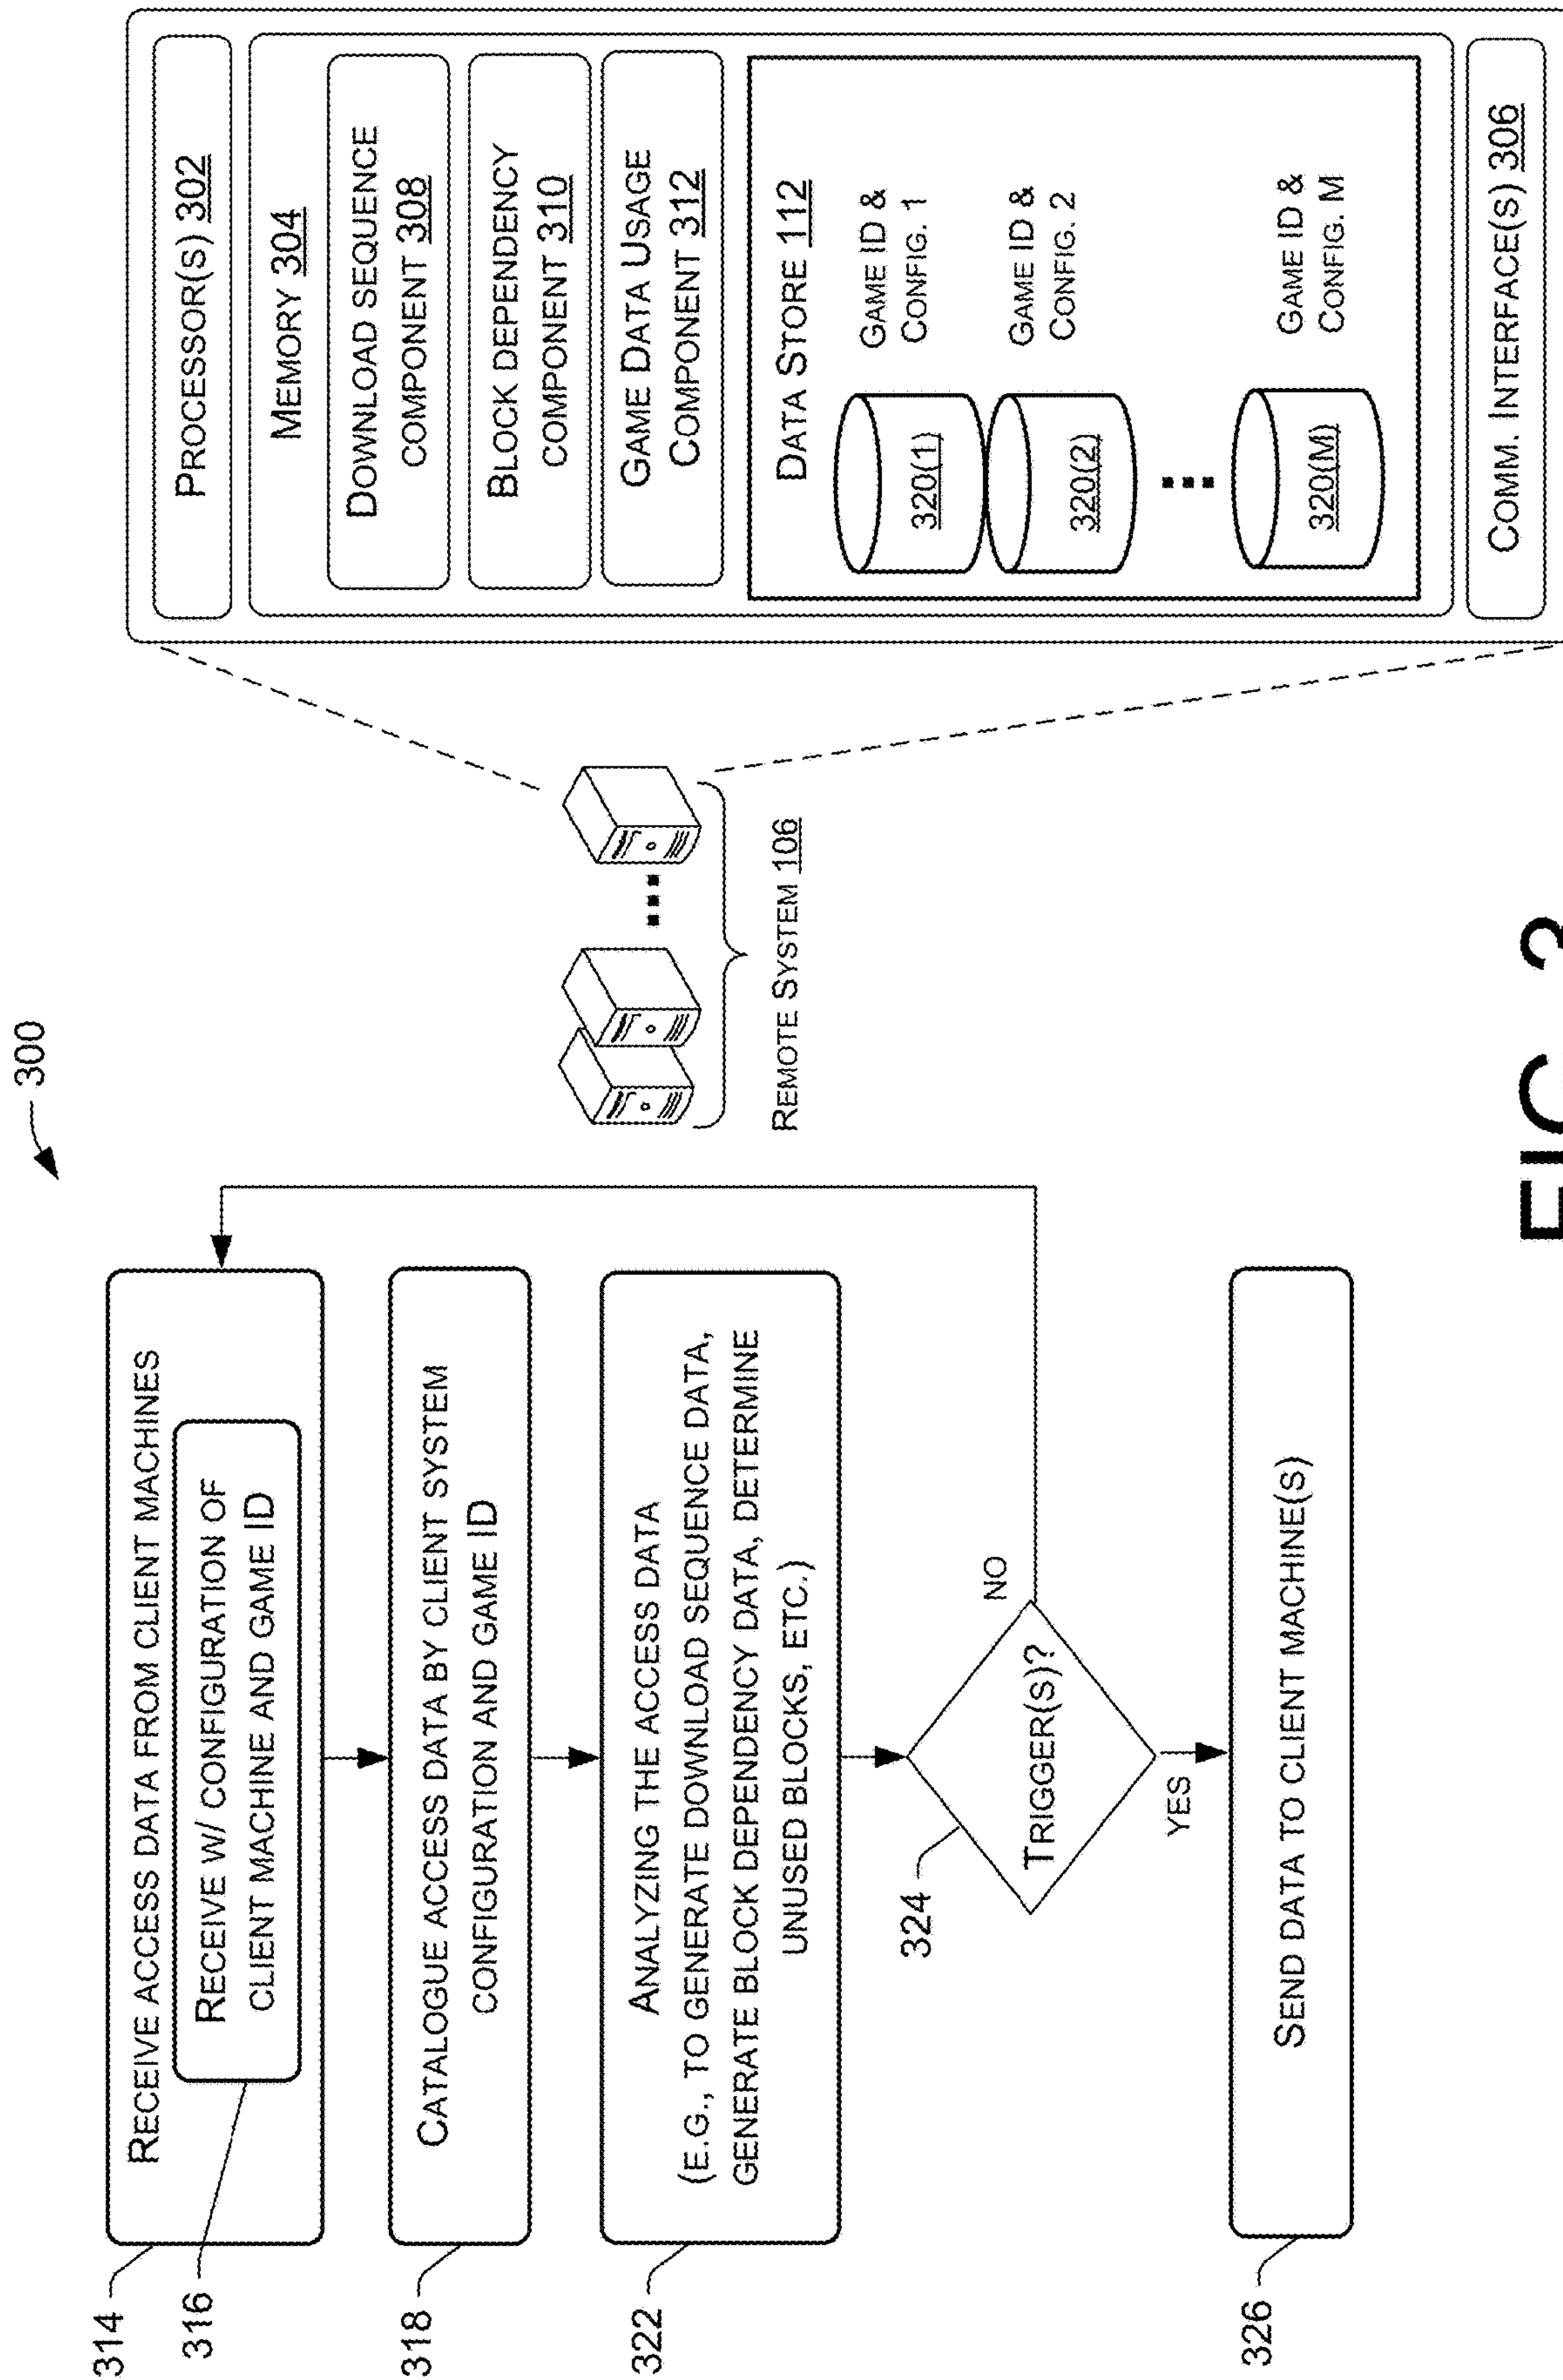 300
314
RECEIVE ACCESS DATA FROM CLIENT MACHINES
316
RECEIVE W/ CONFIGURATION OF
CLIENT MACHINE AND GAME ID
318
CATALOGUE ACCESS DATA BY CLIENT SYSTEM
CONFIGURATION AND GAME ID
322
ANALYZING THE ACCESS DATA
(E.G., TO GENERATE DOWNLOAD SEQUENCE DATA,
GENERATE BLOCK DEPENDENCY DATA, DETERMINE
UNUSED BLOCKS, ETC.)
324
TRIGGER(S)?
NO
YES
326
SEND DATA TO CLIENT MACHINE(S)
REMOTE SYSTEM 106
PROCESSOR(S) 302
MEMORY 304
DOWNLOAD SEQUENCE
COMPONENT 308
BLOCK DEPENDENCY
COMPONENT 310
GAME DATA USAGE
COMPONENT 312
DATA STORE 112
320(1)
GAME ID &
CONFIG. 1
320(2)
GAME ID &
CONFIG. 2
320(M)
GAME ID &
CONFIG. M
COMM. INTERFACE(S) 306
FIG. 3